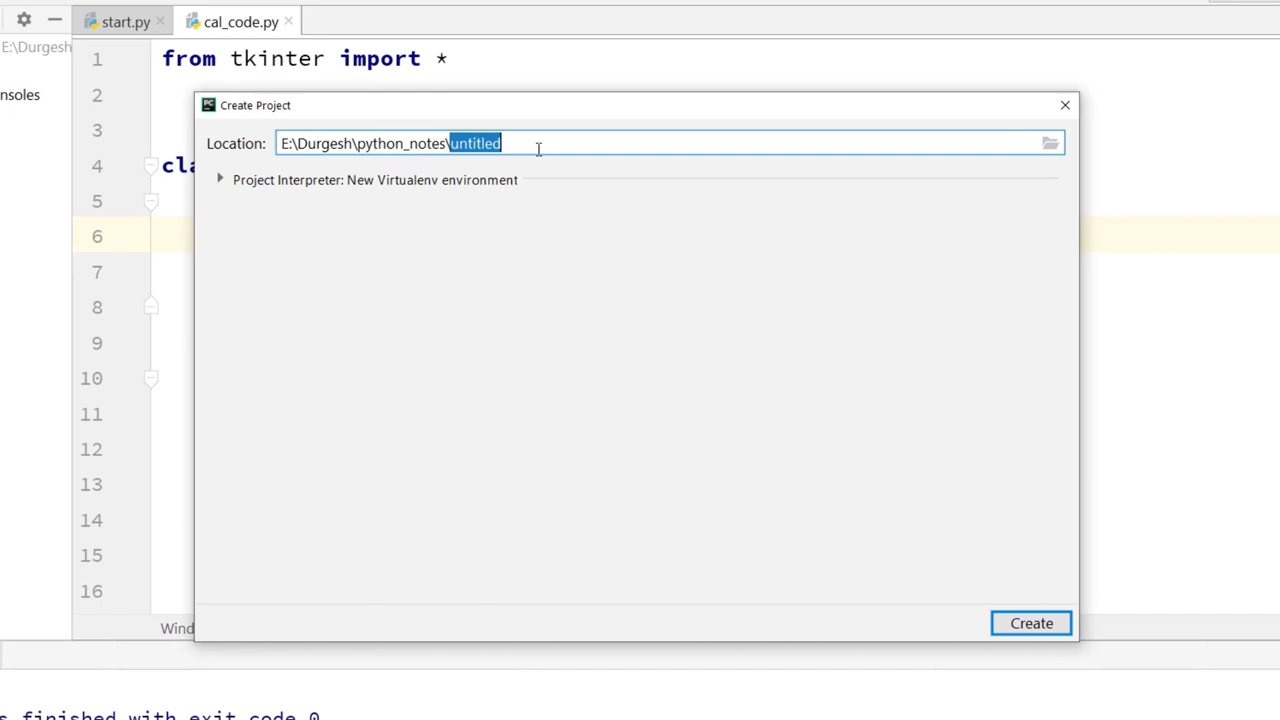 start.py
cal_code.py
E:\Durgesh
1 from tkinter import *
nsoles
2
PC Create Project
3
Location: E:\Durgesh\python_notes\untitled
4 cla
Project Interpreter: New Virtualenv environment
5
6
7
8
9
10
11
12
13
14
15
16
Create
Wind
s finished with exit code 0